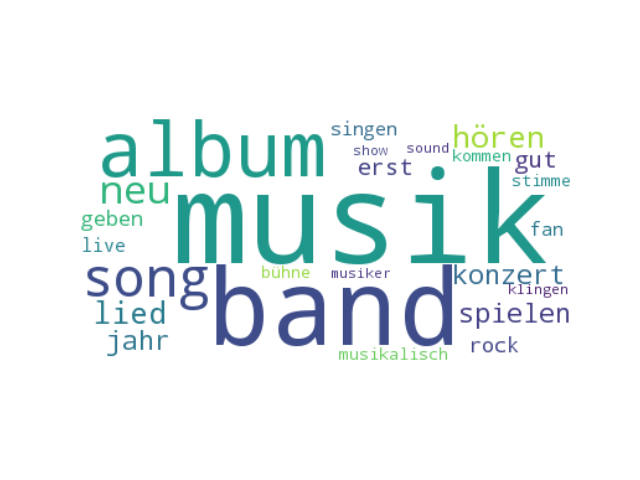 album
singen
show
sound
hören
kommen
erst
gut
neu
musik
stimme
geben
fan
live
song
bühne
musiker
konzert
klingen
band
lied
spielen
jahr
rock
musikalisch